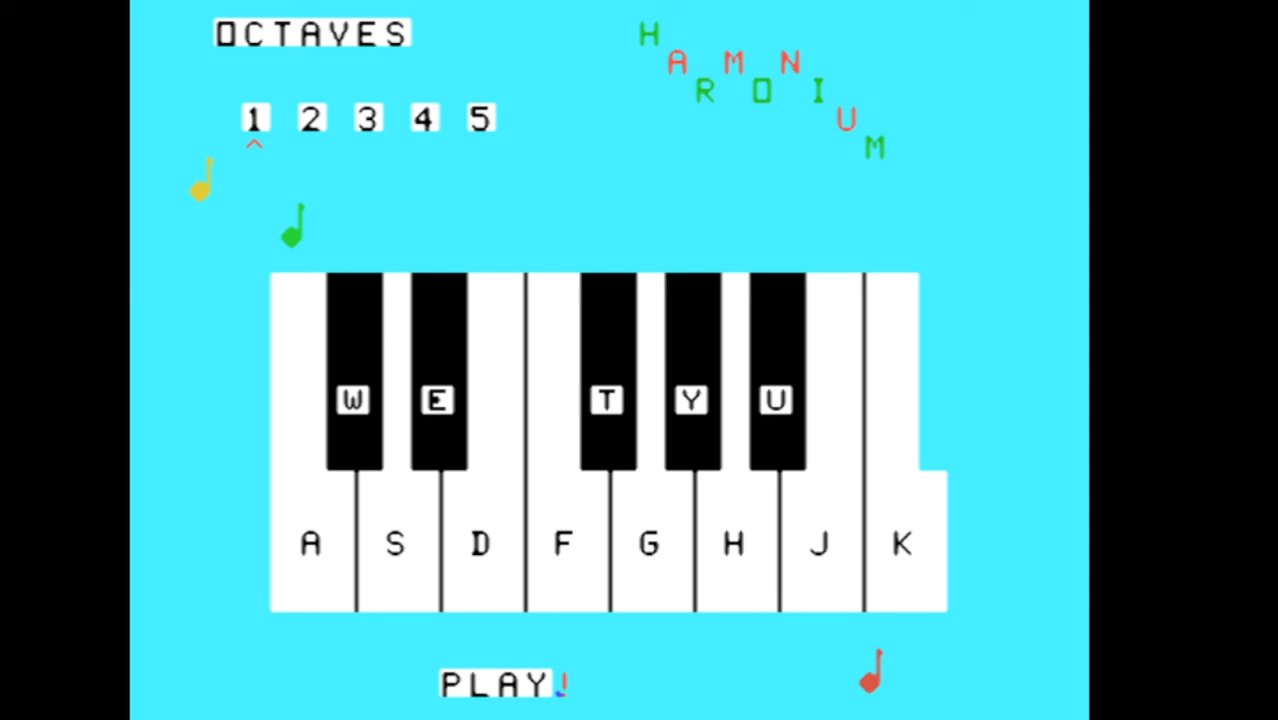 OCTAVES
HARMONIUM
1 2 3 4 5
^
W E T Y U
A S D F G H J K
PLAY!